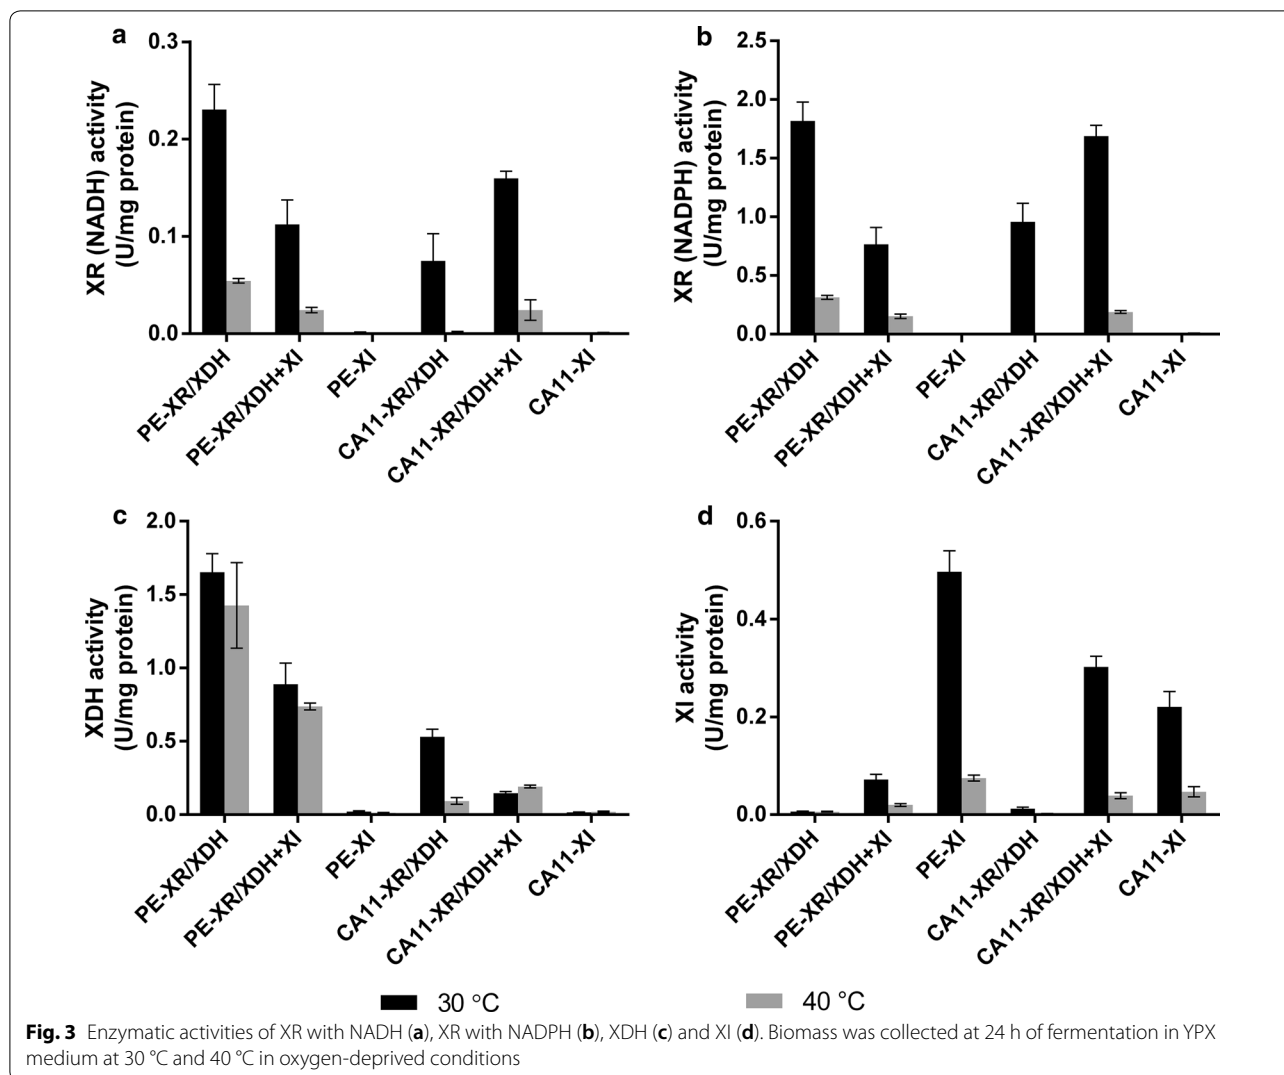 a
XR (NADH) activity
(U/mg protein)
0.3
0.2
0.1
0.0
PE-XR/XDH
PE-XR/XDH+XI
PE-XI
CA11-XR/XDH
CA11-XR/XDH+XI
CA11-XI
b
XR (NADPH) activity
(U/mg protein)
2.5
2.0
1.5
1.0
0.5
0.0
PE-XR/XDH
PE-XR/XDH+XI
PE-XI
CA11-XR/XDH
CA11-XR/XDH+XI
CA11-XI
c
XDH activity
(U/mg protein)
2.0
1.5
1.0
0.5
0.0
PE-XR/XDH
PE-XR/XDH+XI
PE-XI
CA11-XR/XDH
CA11-XR/XDH+XI
CA11-XI
d
XI activity
(U/mg protein)
0.6
0.4
0.2
0.0
PE-XR/XDH
PE-XR/XDH+XI
PE-XI
CA11-XR/XDH
CA11-XR/XDH+XI
CA11-XI
30 °C
40 °C
Fig. 3 Enzymatic activities of XR with NADH (a), XR with NADPH (b), XDH (c) and XI (d). Biomass was collected at 24 h of fermentation in YPX
medium at 30 °C and 40 °C in oxygen-deprived conditions